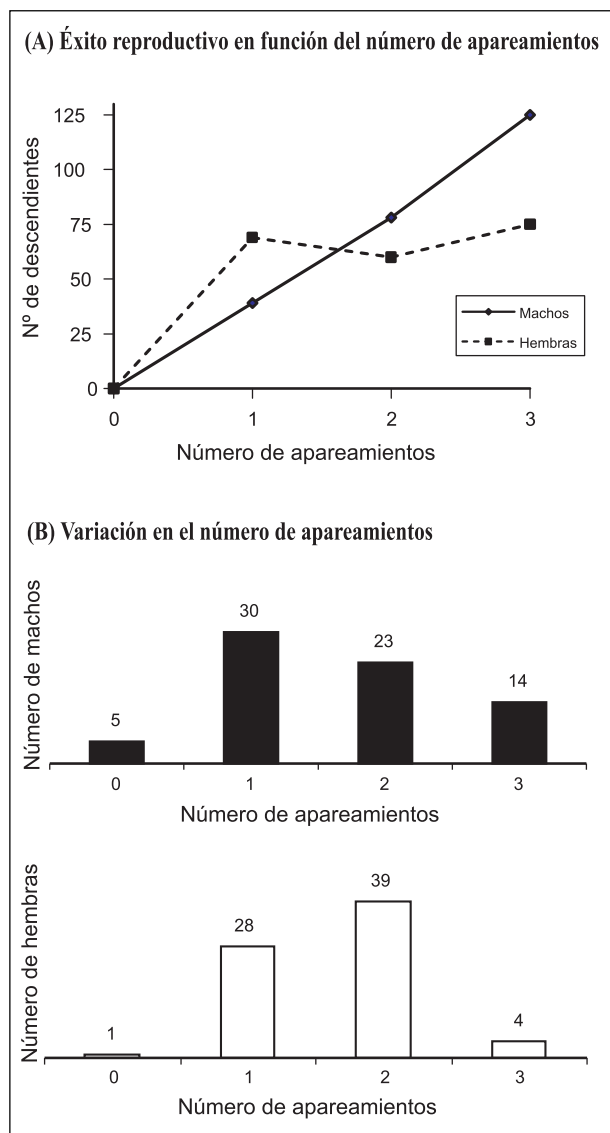 (A) Éxito reproductivo en función del número de apareamientos
125
100
75
50
25
0
Nº de descendientes
Machos
Hembras
0 1 2 3
Número de apareamientos
(B) Variación en el número de apareamientos
Número de machos
5 30 23 14
0 1 2 3
Número de apareamientos
Número de hembras
1 28 39 4
0 1 2 3
Número de apareamientos